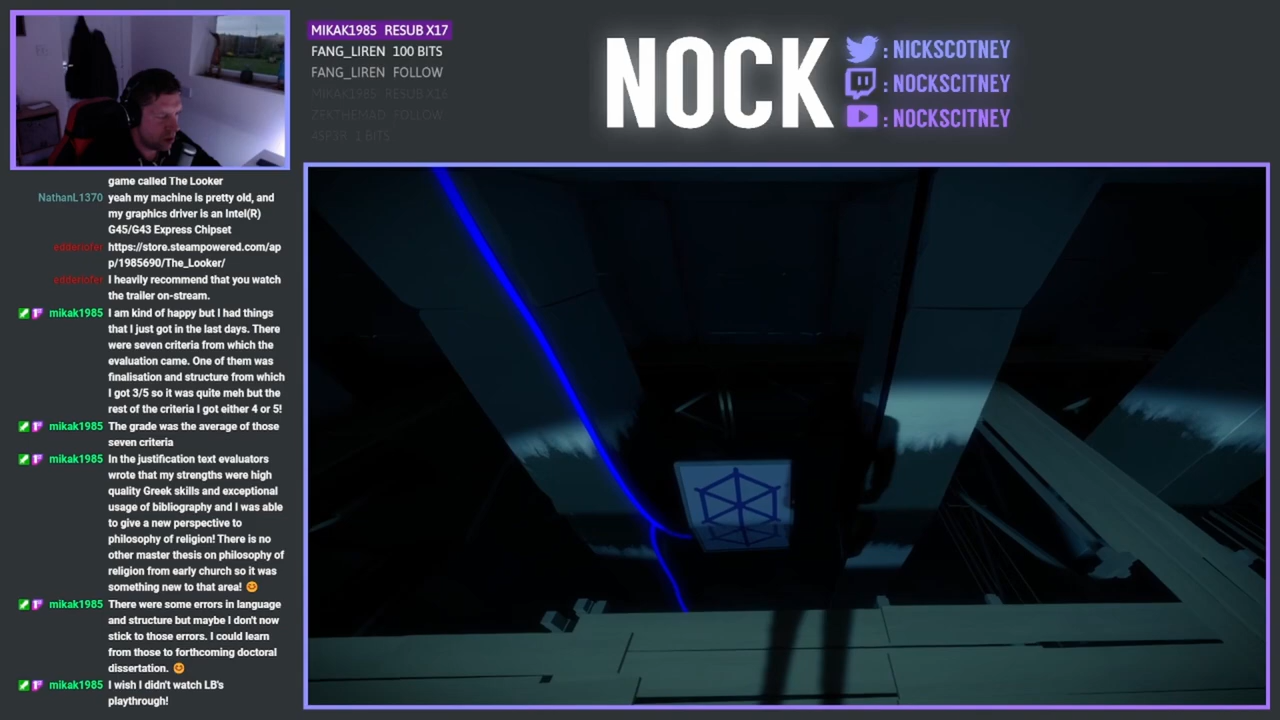 MIKAK1985 RESUB X17
FANG_LIREN 100 BITS
FANG_LIREN FOLLOW
MIKAK1985 RESUB X16
ZEKTHEMAD FOLLOW
4SP3R 1 BITS
NOCK
: NICKSCOTNEY
: NOCKSCITNEY
: NOCKSCITNEY
game called The Looker
NathanL1370 yeah my machine is pretty old, and
my graphics driver is an Intel(R)
G45/G43 Express Chipset
edderiofer https://store.steampowered.com/ap
p/1985690/The_Looker/
edderiofer I heavily recommend that you watch
the trailer on-stream.
mikak1985 I am kind of happy but I had things
that I just got in the last days. There
were seven criteria from which the
evaluation came. One of them was
finalisation and structure from which
I got 3/5 so it was quite meh but the
rest of the criteria I got either 4 or 5!
mikak1985 The grade was the average of those
seven criteria
mikak1985 In the justification text evaluators
wrote that my strengths were high
quality Greek skills and exceptional
usage of bibliography and I was able
to give a new perspective to
philosophy of religion! There is no
other master thesis on philosophy of
religion from early church so it was
something new to that area! 😊
mikak1985 There were some errors in language
and structure but maybe I don't now
stick to those errors. I could learn
from those to forthcoming doctoral
dissertation. 😊
mikak1985 I wish I didn't watch LB's
playthrough!